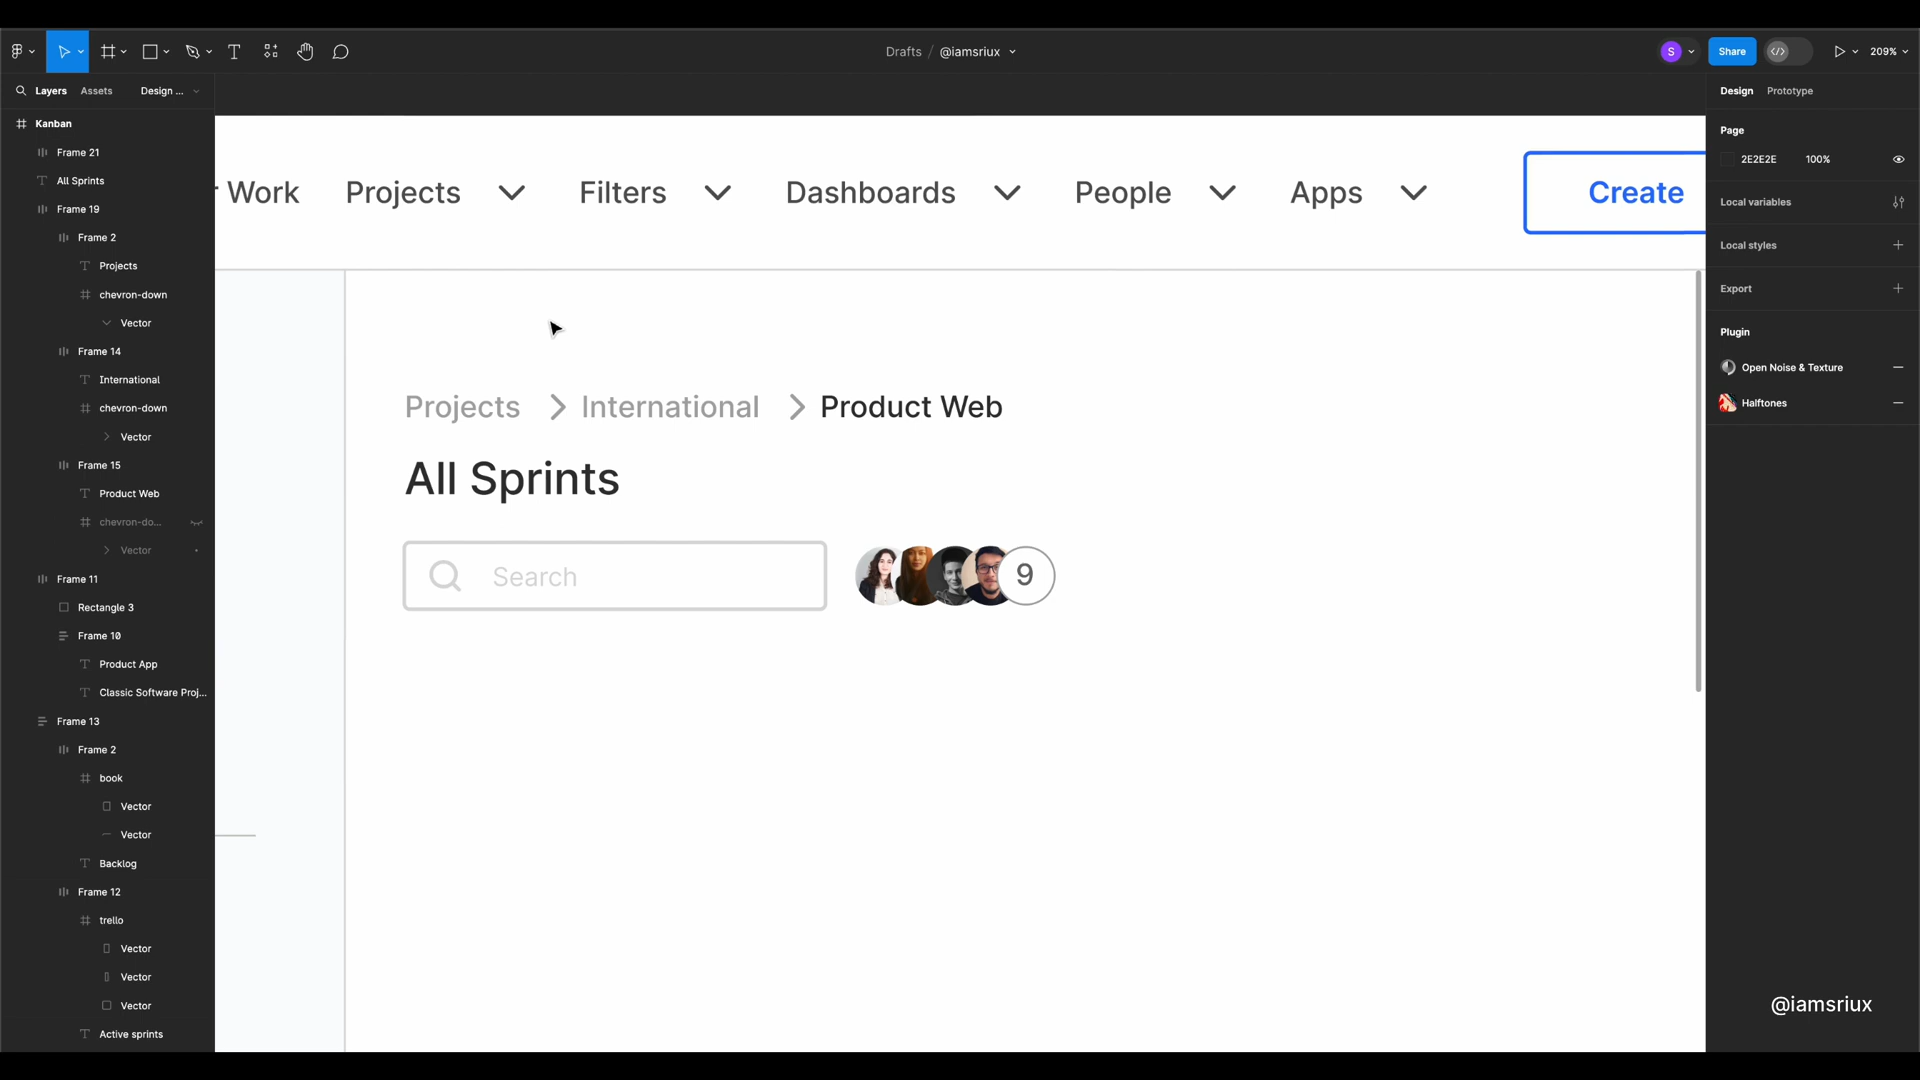 Drafts / @iamsriux
S
Share
209%
Layers
Assets
Design ...
Design
Prototype
Kanban
Frame 21
All Sprints
Frame 19
Frame 2
Projects
chevron-down
Vector
Frame 14
International
chevron-down
Vector
Frame 15
Product Web
chevron-do...
Vector
Frame 11
Rectangle 3
Frame 10
Product App
Classic Software Proj...
Frame 13
Frame 2
book
Vector
Vector
Backlog
Frame 12
trello
Vector
Vector
Vector
Active sprints
Work
Projects
Filters
Dashboards
People
Apps
Create
Projects > International > Product Web
All Sprints
Search
9
Page
2E2E2E
100%
Local variables
Local styles
Export
Plugin
Open Noise & Texture
Halftones
@iamsriux